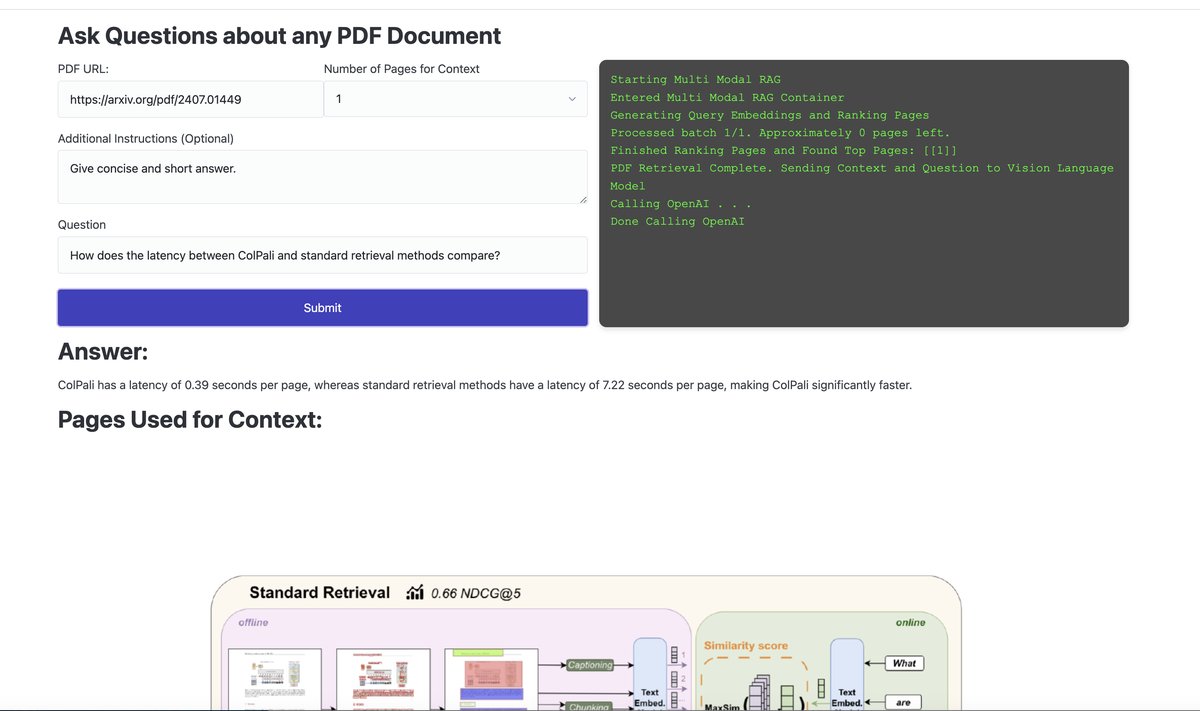 Ask Questions about any PDF Document
PDF URL:
Number of Pages for Context
https://arxiv.org/pdf/2407.01449
1
Additional Instructions (Optional)
Give concise and short answer.
Question
How does the latency between ColPali and standard retrieval methods compare?
Submit
Starting Multi Modal RAG
Entered Multi Modal RAG Container
Generating Query Embeddings and Ranking Pages
Processed batch 1/1. Approximately 0 pages left.
Finished Ranking Pages and Found Top Pages: [[1]]
PDF Retrieval Complete. Sending Context and Question to Vision Language
Model
Calling OpenAI . . .
Done Calling OpenAI
Answer:
ColPali has a latency of 0.39 seconds per page, whereas standard retrieval methods have a latency of 7.22 seconds per page, making ColPali significantly faster.
Pages Used for Context:
Standard Retrieval 0.66 NDCG@5
offline
online
Similarity score
Captioning
What
Text
Embed.
1
2
Chunking
MaxSim
Text
Embed.
are